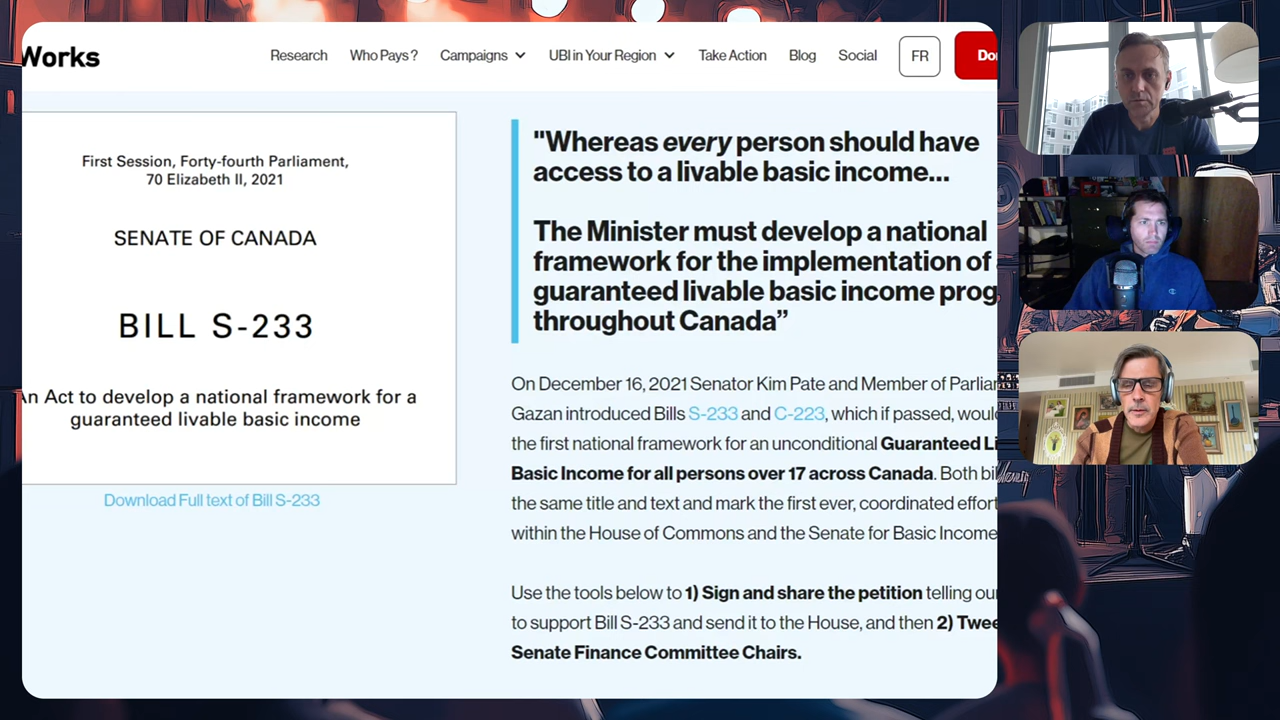 Works
Research Who Pays? Campaigns UBI in Your Region Take Action Blog Social FR
First Session, Forty-fourth Parliament,
70 Elizabeth II, 2021
SENATE OF CANADA
BILL S-233
An Act to develop a national framework for a
guaranteed livable basic income
Download Full text of Bill S-233
"Whereas every person should have
access to a livable basic income...
The Minister must develop a national
framework for the implementation of
guaranteed livable basic income
throughout Canada”
On December 16, 2021 Senator Kim Pate and Member of
Gazan introduced Bills S-233 and C-223, which if passed,
the first national framework for an unconditional Guaranteed
Basic Income for all persons over 17 across Canada. Both
the same title and text and mark the first ever, coordinated
within the House of Commons and the Senate for Basic Income
Use the tools below to 1) Sign and share the petition telling
to support Bill S-233 and send it to the House, and then 2)
Senate Finance Committee Chairs.